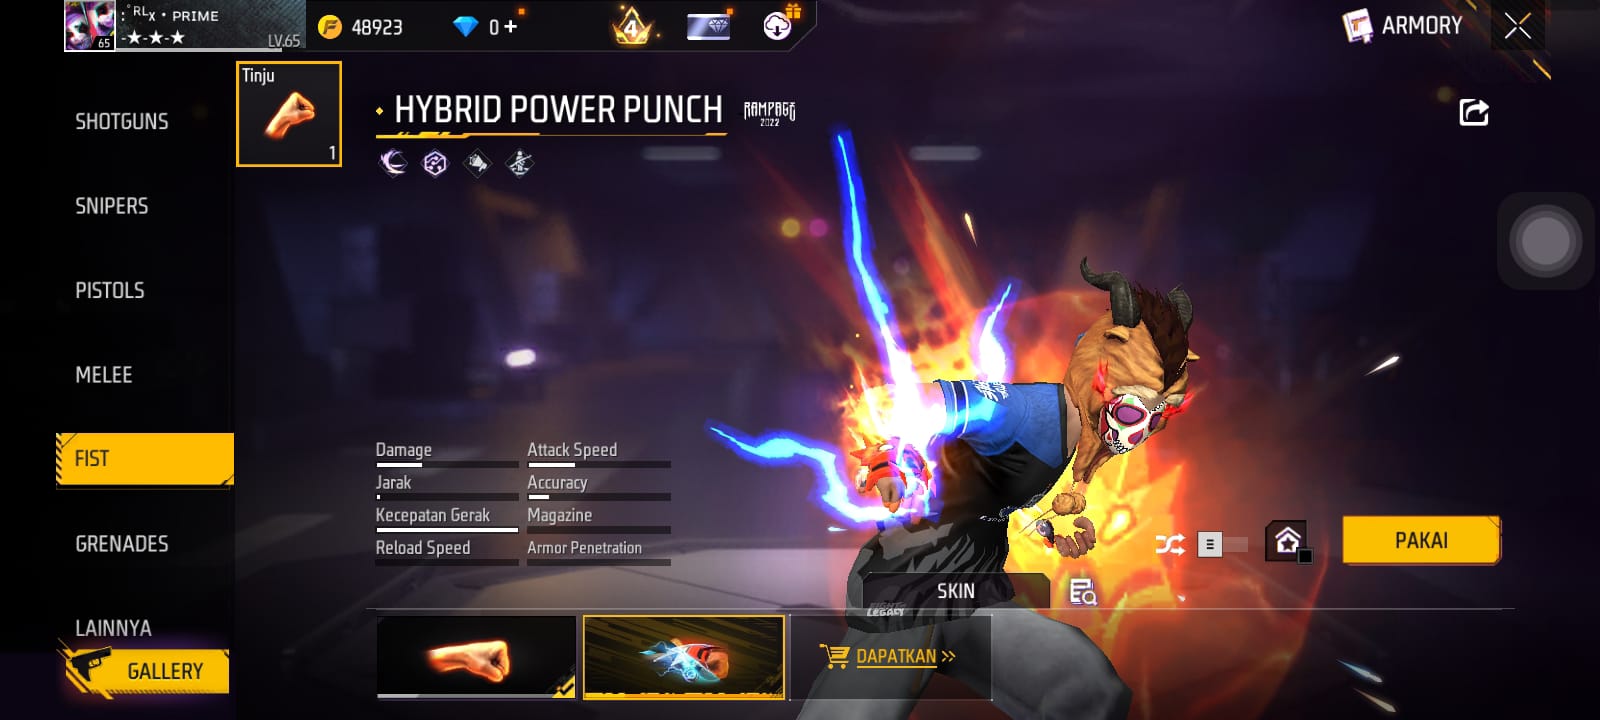 :°RLx • PRIME
-★-★-★
65
LV.65
48923
0 +
4
ARMORY
SHOTGUNS
SNIPERS
PISTOLS
MELEE
FIST
GRENADES
LAINNYA
GALLERY
Tinju
1
HYBRID POWER PUNCH
RAMPAGE
2022
Damage
Attack Speed
Jarak
Accuracy
Kecepatan Gerak
Magazine
Reload Speed
Armor Penetration
PAKAI
SKIN
LEGACY
DAPATKAN >>